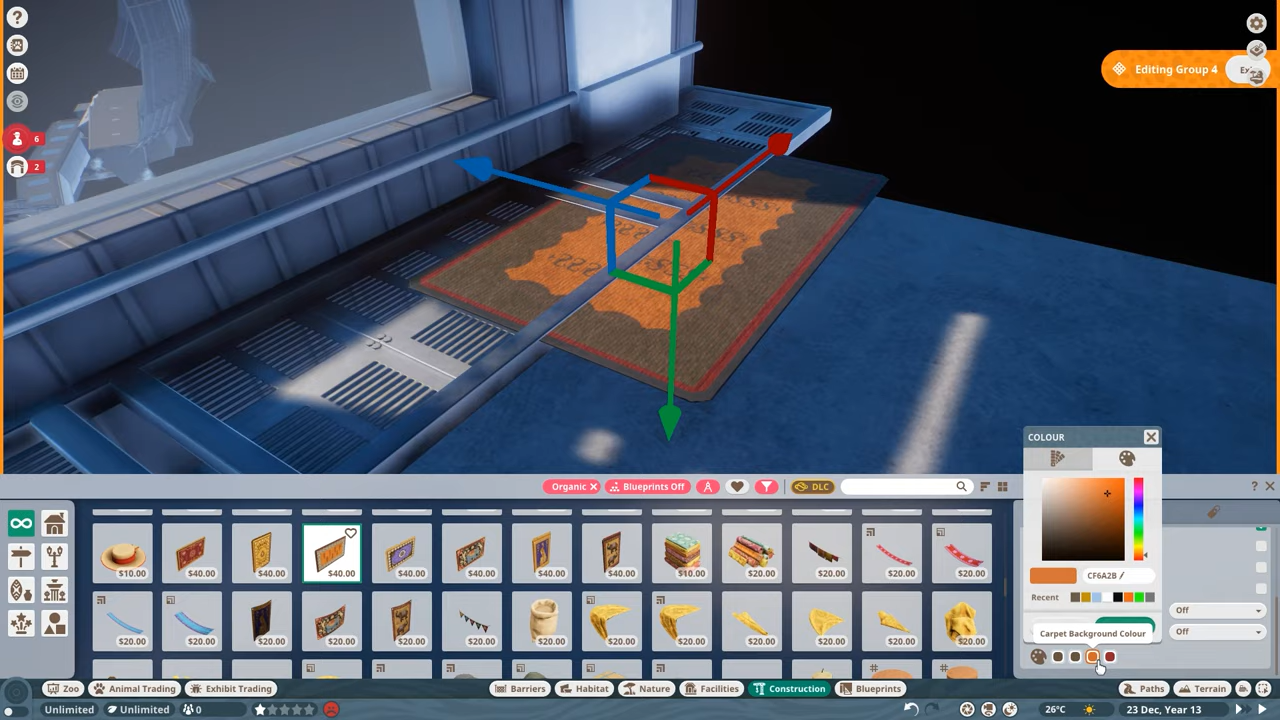 ?
Editing Group 4
6
2
Organic ✕
Blueprints Off
DLC
?
COLOUR
CF6A2B
Recent
Carpet Background Colour
Off
Off
$10.00 $40.00 $40.00 $40.00 $40.00 $40.00 $40.00 $40.00 $10.00 $20.00 $20.00 $20.00 $20.00
$20.00 $20.00 $20.00 $20.00 $20.00 $20.00 $20.00 $20.00 $20.00 $20.00 $20.00 $20.00 $20.00
Zoo Animal Trading Exhibit Trading Barriers Habitat Nature Facilities Construction Blueprints Paths Terrain
Unlimited Unlimited 0 26°C 23 Dec, Year 13